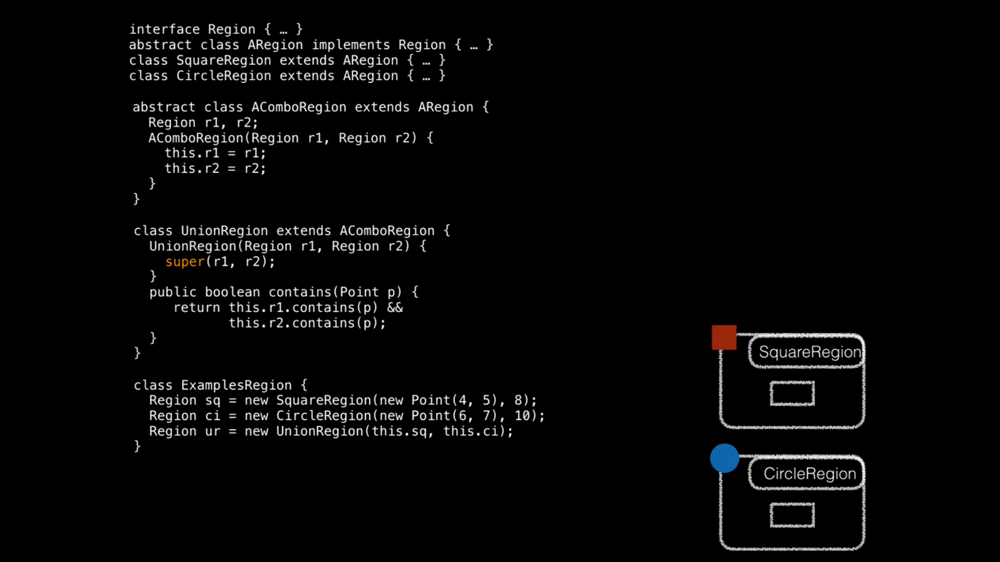 interface Region { … }
abstract class ARegion implements Region { … }
class SquareRegion extends ARegion { … }
class CircleRegion extends ARegion { … }
abstract class AComboRegion extends ARegion {
Region r1, r2;
AComboRegion(Region r1, Region r2) {
this.r1 = r1;
this.r2 = r2;
}
}
class UnionRegion extends AComboRegion {
UnionRegion(Region r1, Region r2) {
super(r1, r2);
}
public boolean contains(Point p) {
return this.r1.contains(p) &&
this.r2.contains(p);
}
}
class ExamplesRegion {
Region sq = new SquareRegion(new Point(4, 5), 8);
Region ci = new CircleRegion(new Point(6, 7), 10);
Region ur = new UnionRegion(this.sq, this.ci);
}
SquareRegion
CircleRegion